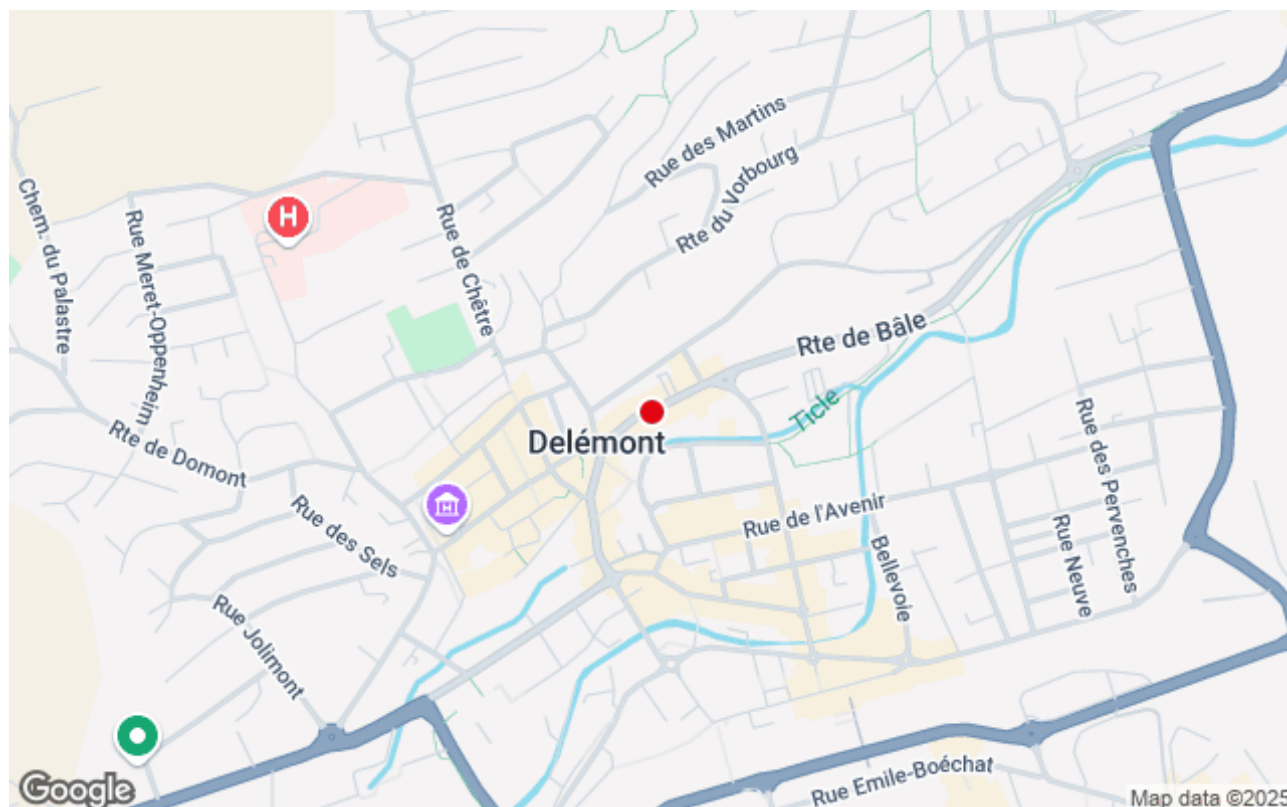 Rue des Martins
Rte du Vorbourg
H
Chem. du Palastre
Rue Meret-Oppenheim
Rue de Chêtre
Rte de Bâle
Ticle
Delémont
Rte de Domont
Rue des Pervenches
H
Rue de l'Avenir
Rue des Sels
Rue Neuve
Bellevoie
Rue Jolimont
Rue Emile-Boéchat
Google
Map data ©2025